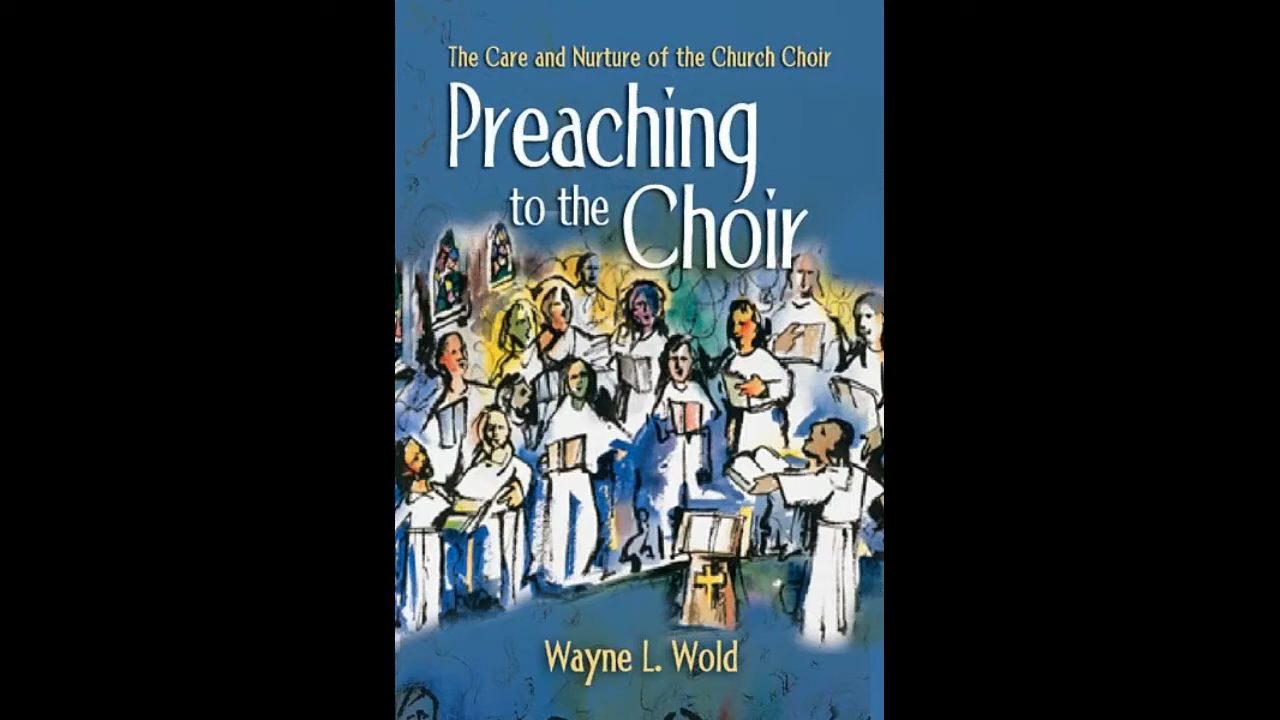 The Care and Nurture of the Church Choir
Preaching
to the Choir
Wayne L. Wold